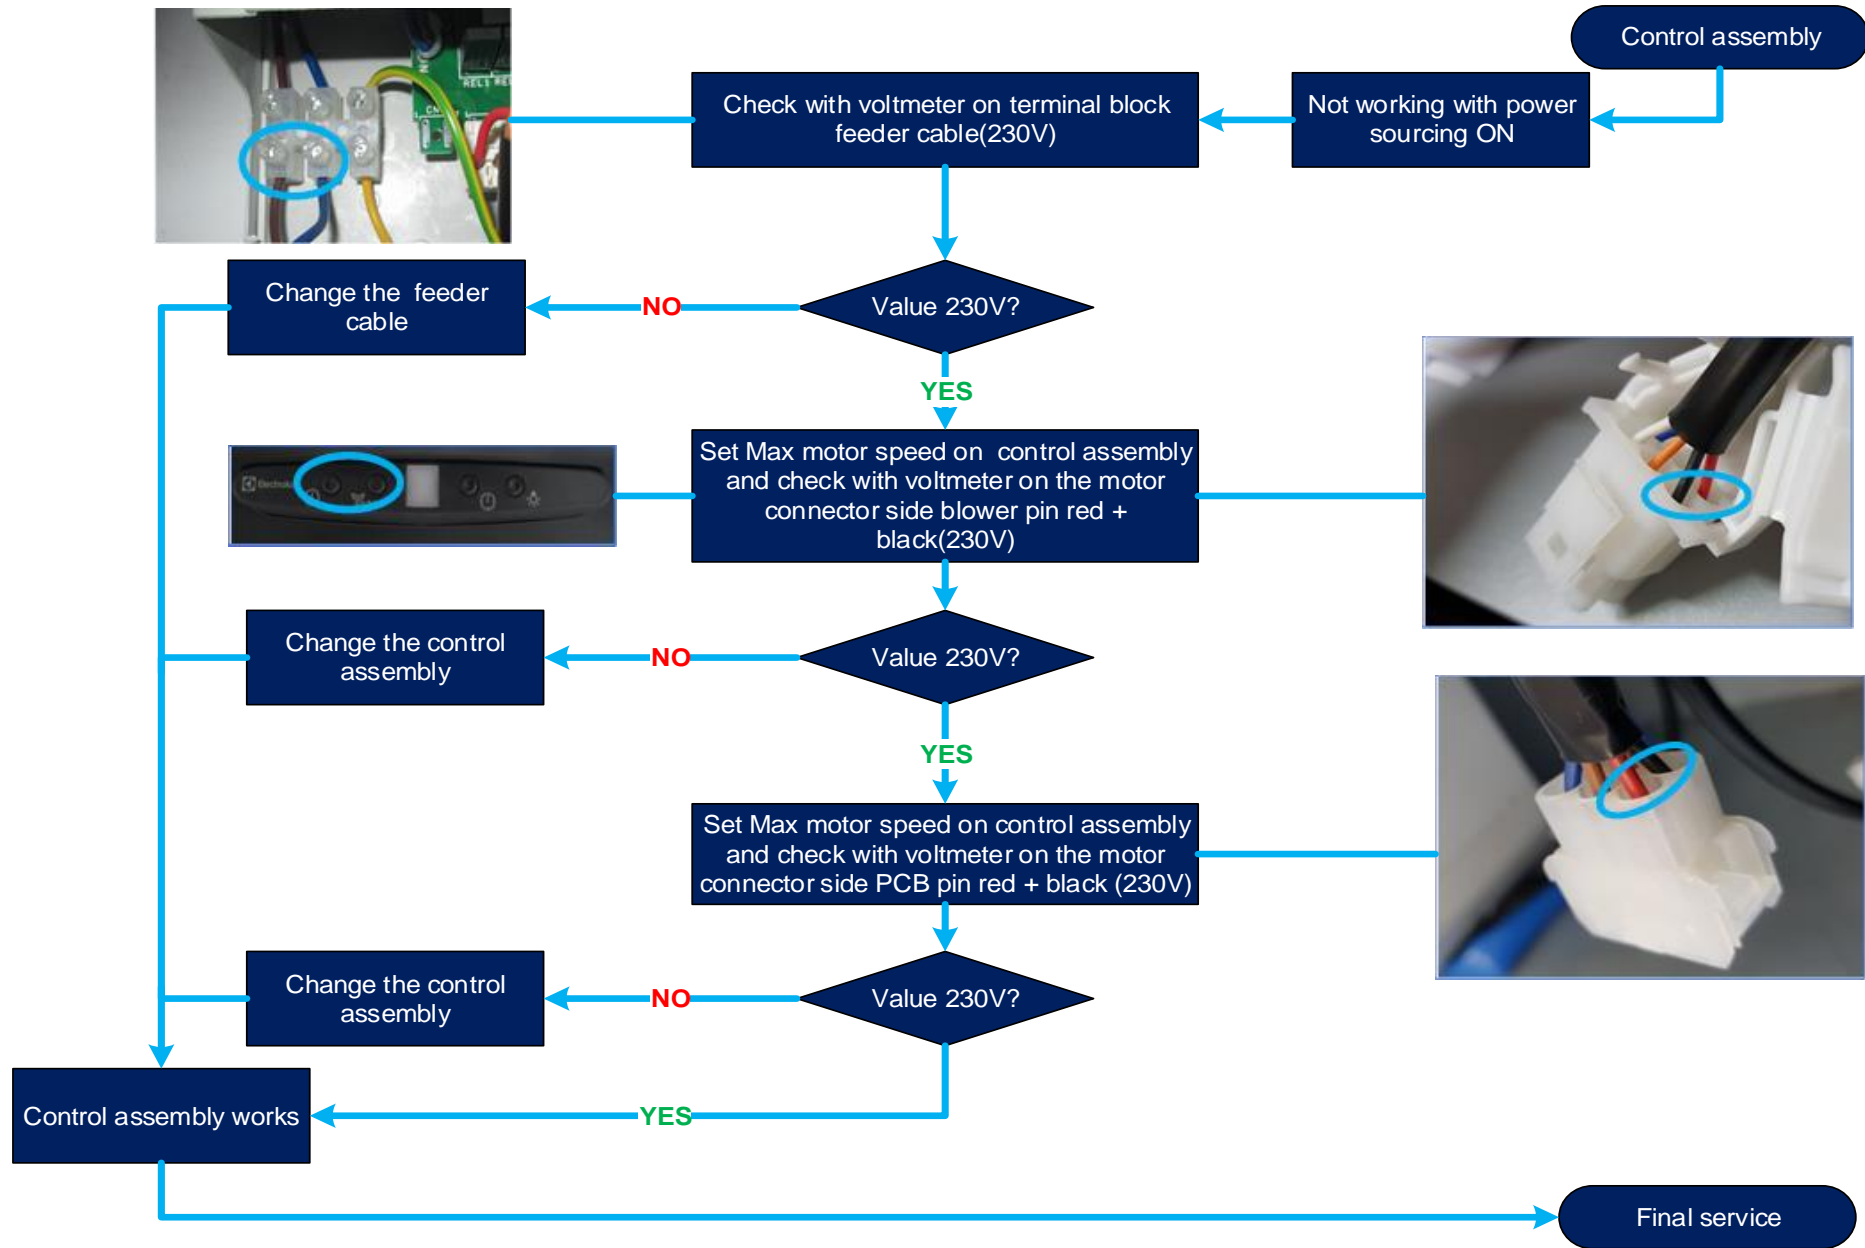 Control assembly
Not working with power
sourcing ON
Check with voltmeter on terminal block
feeder cable(230V)
REL1
Value 230V?
NO
Change the  feeder
cable
YES
Set Max motor speed on  control assembly
and check with voltmeter on the motor
connector side blower pin red +
black(230V)
Value 230V?
NO
Change the control
assembly
YES
Set Max motor speed on control assembly
and check with voltmeter on the motor
connector side PCB pin red + black (230V)
Value 230V?
NO
Change the control
assembly
YES
Control assembly works
Final service